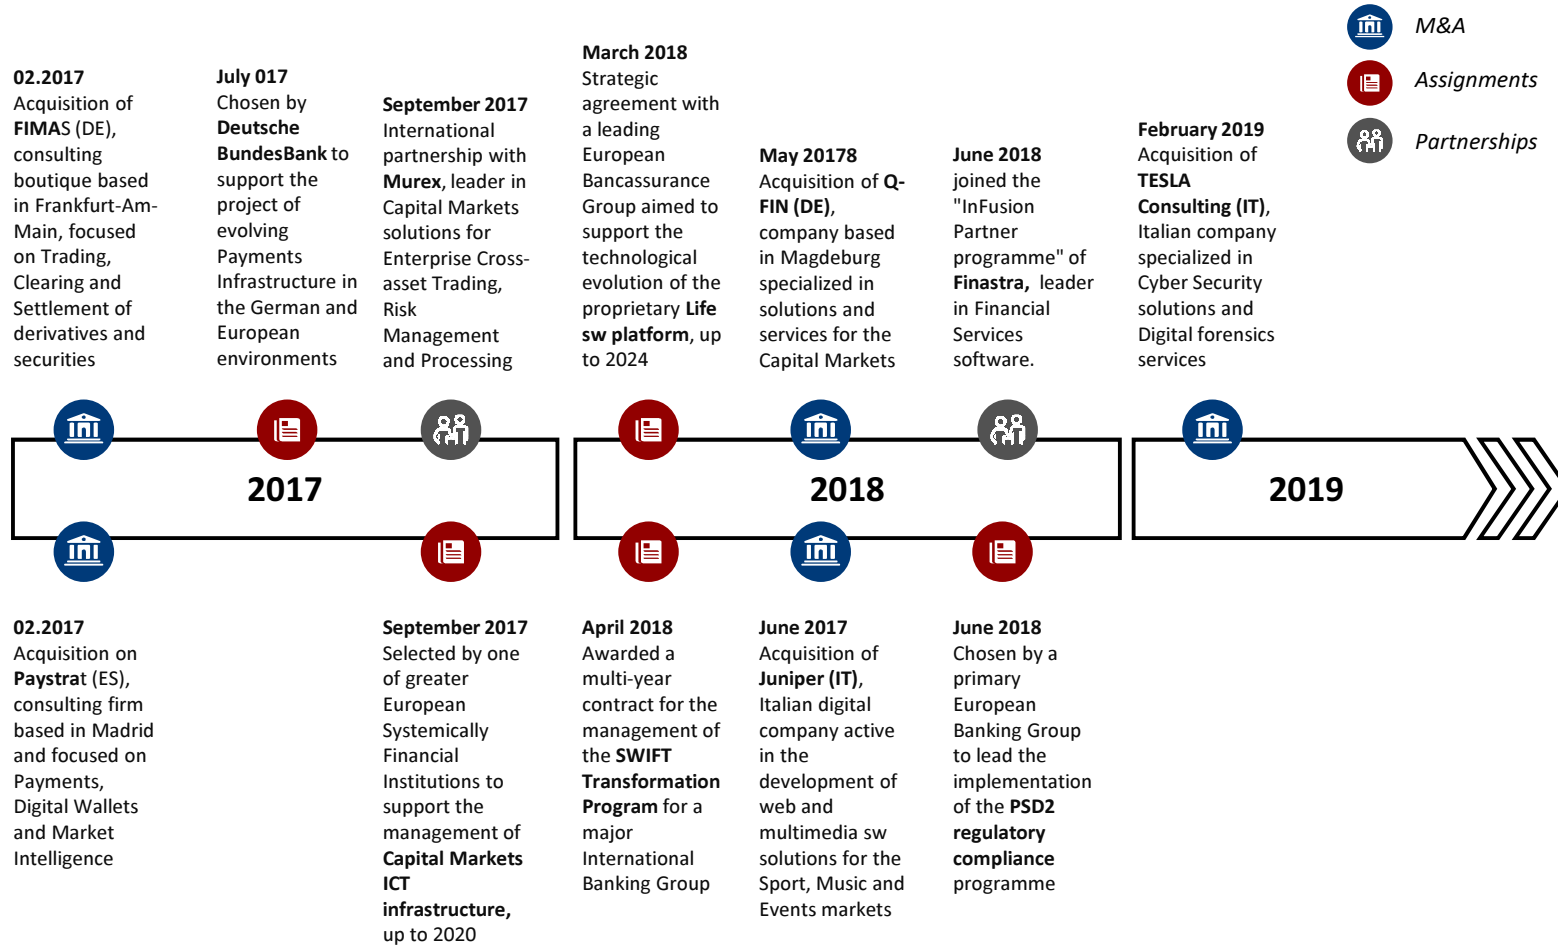 M&A
Assignments
Partnerships
02.2017
Acquisition of
FIMAS (DE),
consulting
boutique based
in Frankfurt-Am-
Main, focused
on Trading,
Clearing and
Settlement of
derivatives and
securities
July 017
Chosen by
Deutsche
BundesBank to
support the
project of
evolving
Payments
Infrastructure in
the German and
European
environments
September 2017
International
partnership with
Murex, leader in
Capital Markets
solutions for
Enterprise Cross-
asset Trading,
Risk
Management
and Processing
March 2018
Strategic
agreement with
a leading
European
Bancassurance
Group aimed to
support the
technological
evolution of the
proprietary Life
sw platform, up
to 2024
May 20178
Acquisition of Q-
FIN (DE),
company based
in Magdeburg
specialized in
solutions and
services for the
Capital Markets
June 2018
joined the
"InFusion
Partner
programme" of
Finastra, leader
in Financial
Services
software.
February 2019
Acquisition of
TESLA
Consulting (IT),
Italian company
specialized in
Cyber Security
solutions and
Digital forensics
services
2017
2018
2019
02.2017
Acquisition on
Paystrat (ES),
consulting firm
based in Madrid
and focused on
Payments,
Digital Wallets
and Market
Intelligence
September 2017
Selected by one
of greater
European
Systemically
Financial
Institutions to
support the
management of
Capital Markets
ICT
infrastructure,
up to 2020
April 2018
Awarded a
multi-year
contract for the
management of
the SWIFT
Transformation
Program for a
major
International
Banking Group
June 2017
Acquisition of
Juniper (IT),
Italian digital
company active
in the
development of
web and
multimedia sw
solutions for the
Sport, Music and
Events markets
June 2018
Chosen by a
primary
European
Banking Group
to lead the
implementation
of the PSD2
regulatory
compliance
programme